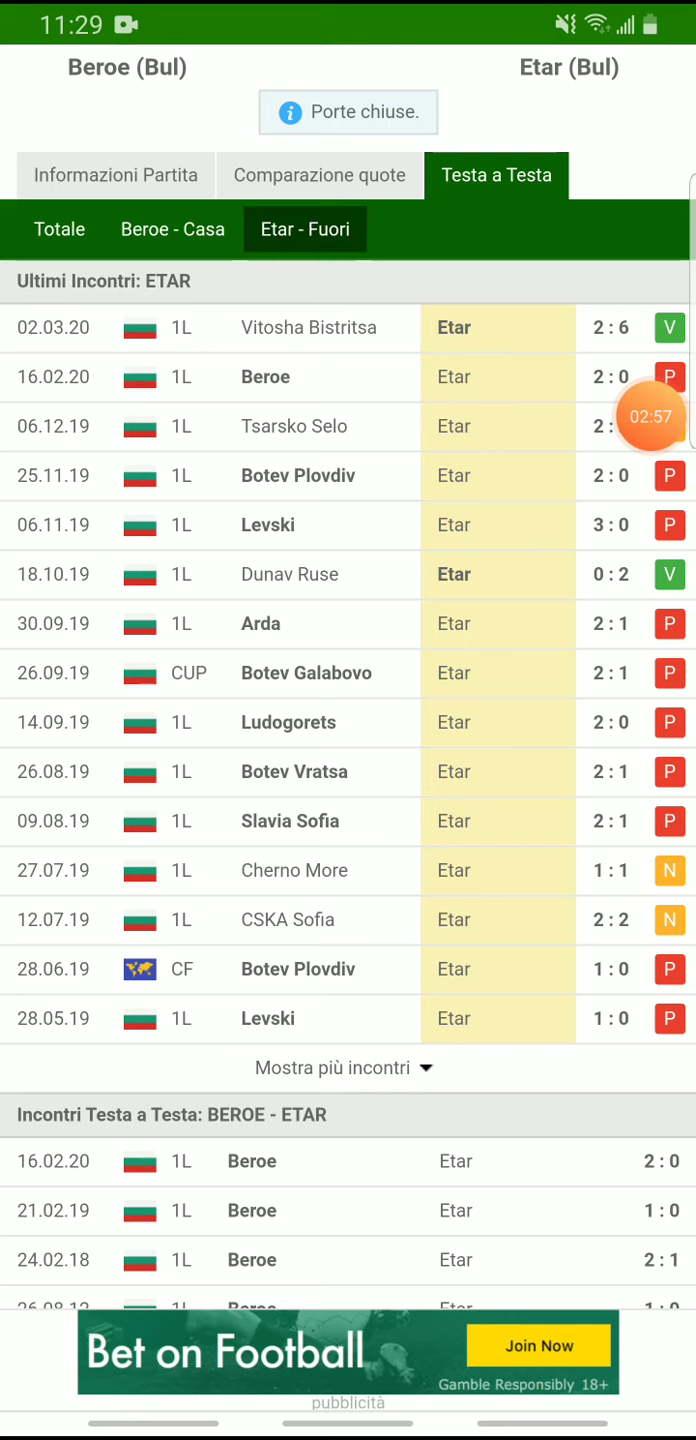 11:29
Beroe (Bul) Etar (Bul)
i Porte chiuse.
Informazioni Partita Comparazione quote Testa a Testa
Totale Beroe - Casa Etar - Fuori
Ultimi Incontri: ETAR
02.03.20 1L Vitosha Bistritsa Etar 2 : 6 V
16.02.20 1L Beroe Etar 2 : 0 P
06.12.19 1L Tsarsko Selo Etar 2 :
02:57
25.11.19 1L Botev Plovdiv Etar 2 : 0 P
06.11.19 1L Levski Etar 3 : 0 P
18.10.19 1L Dunav Ruse Etar 0 : 2 V
30.09.19 1L Arda Etar 2 : 1 P
26.09.19 CUP Botev Galabovo Etar 2 : 1 P
14.09.19 1L Ludogorets Etar 2 : 0 P
26.08.19 1L Botev Vratsa Etar 2 : 1 P
09.08.19 1L Slavia Sofia Etar 2 : 1 P
27.07.19 1L Cherno More Etar 1 : 1 N
12.07.19 1L CSKA Sofia Etar 2 : 2 N
28.06.19 CF Botev Plovdiv Etar 1 : 0 P
28.05.19 1L Levski Etar 1 : 0 P
Mostra più incontri
Incontri Testa a Testa: BEROE - ETAR
16.02.20 1L Beroe Etar 2 : 0
21.02.19 1L Beroe Etar 1 : 0
24.02.18 1L Beroe Etar 2 : 1
Bet on Football Join Now
Gamble Responsibly 18+
pubblicità